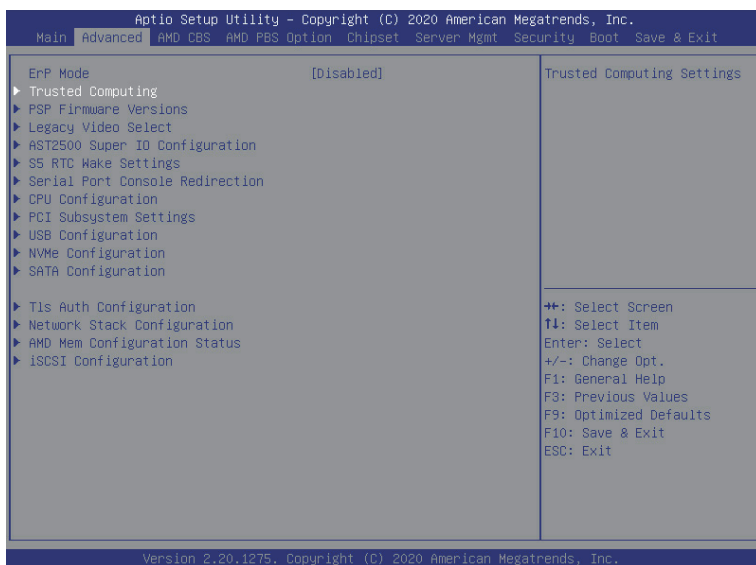 Aptio Setup Utility – Copyright (C) 2020 American Megatrends, Inc.
Main Advanced AMD CBS AMD PBS Option Chipset Server Mgmt Security Boot Save & Exit
ErP Mode [Disabled]
Trusted Computing
PSP Firmware Versions
Legacy Video Select
AST2500 Super IO Configuration
S5 RTC Wake Settings
Serial Port Console Redirection
CPU Configuration
PCI Subsystem Settings
USB Configuration
NVMe Configuration
SATA Configuration
Tls Auth Configuration
Network Stack Configuration
AMD Mem Configuration Status
iSCSI Configuration
Trusted Computing Settings
→←: Select Screen
↑↓: Select Item
Enter: Select
+/-: Change Opt.
F1: General Help
F3: Previous Values
F9: Optimized Defaults
F10: Save & Exit
ESC: Exit
Version 2.20.1275. Copyright (C) 2020 American Megatrends, Inc.